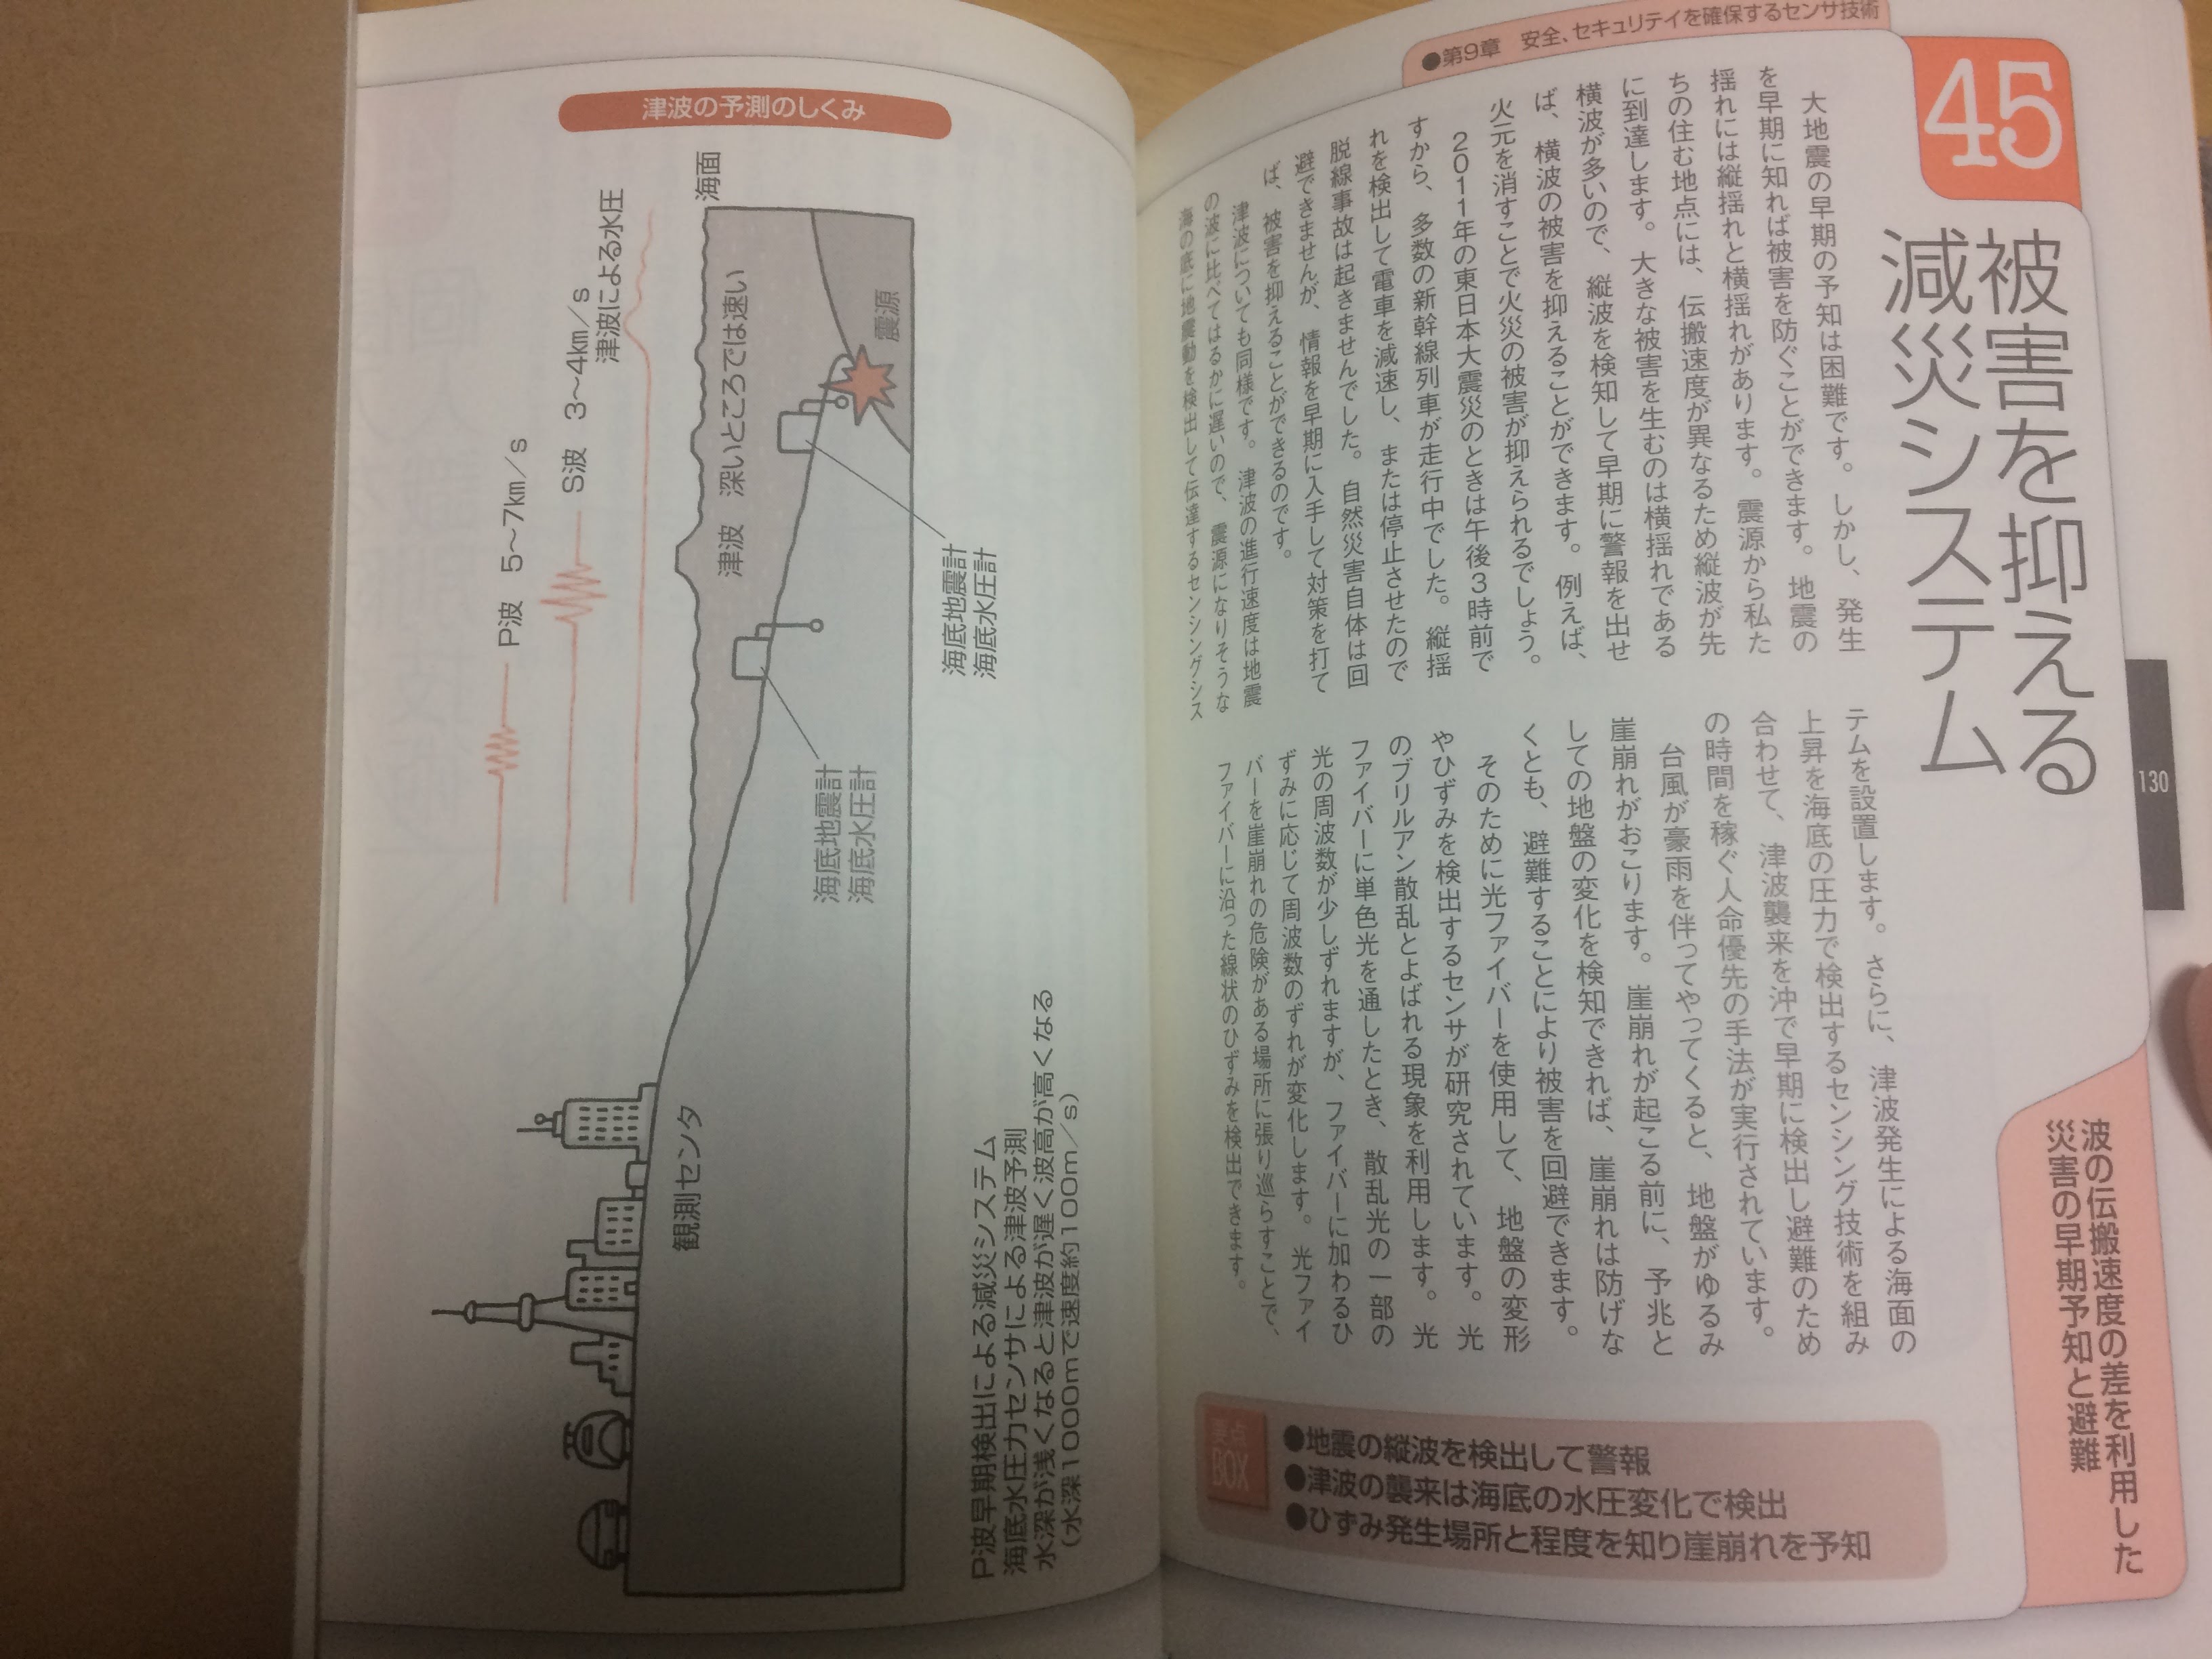 ●第9章 安全、セキュリティを確保するセンサ技術
45
被害を抑える
減災システム
大地震の早期の予知は困難です。しかし、発生
を早期に知れば被害を防ぐことができます。地震の
揺れには縦揺れと横揺れがあります。震源から私た
ちの住む地点には、伝搬速度が異なるため縦波が先
に到達します。大きな被害を生むのは横揺れである
横波が多いので、縦波を検知して早期に警報を出せ
ば、横波の被害を抑えることができます。例えば、
火元を消すことで火災の被害が抑えられるでしょう。
2011年の東日本大震災のときは午後3時前で
すから、多数の新幹線列車が走行中でした。縦揺
れを検出して電車を減速し、または停止させたので
脱線事故は起きませんでした。自然災害自体は回
避できませんが、情報を早期に入手して対策を打て
ば、被害を抑えることができるのです。
津波についても同様です。津波の進行速度は地震
の波に比べてはるかに遅いので、震源になりそうな
海の底に地震動を検出して伝達するセンシングシス
テムを設置します。さらに、津波発生による海面の
上昇を海底の圧力で検出するセンシング技術を組み
合わせて、津波襲来を沖で早期に検出し避難のため
の時間を稼ぐ人命優先の手法が実行されています。
台風が豪雨を伴ってやってくると、地盤がゆるみ
崖崩れがおこります。崖崩れが起こる前に、予兆と
しての地盤の変化を検知できれば、崖崩れは防げな
くとも、避難することにより被害を回避できます。
そのために光ファイバーを使用して、地盤の変形
やひずみを検出するセンサが研究されています。光
のブリルアン散乱とよばれる現象を利用します。光
ファイバーに単色光を通したとき、散乱光の一部の
光の周波数が少しずれますが、ファイバーに加わるひ
ずみに応じて周波数のずれが変化します。光ファイ
バーを崖崩れの危険がある場所に張り巡らすことで、
ファイバーに沿った線状のひずみを検出できます。
130
波の伝搬速度の差を利用した
災害の早期予知と避難
要点
BOX
●地震の縦波を検出して警報
●津波の襲来は海底の水圧変化で検出
●ひずみ発生場所と程度を知り崖崩れを予知
津波の予測のしくみ
P波 5～7km／s
S波 3～4km／s
津波による水圧
海面
津波 深いところでは速い
震源
海底地震計
海底水圧計
海底地震計
海底水圧計
観測センタ
P波早期検出による減災システム
海底水圧力センサによる津波予測
水深が浅くなると津波が遅く波高が高くなる
（水深1000mで速度約100m／s）